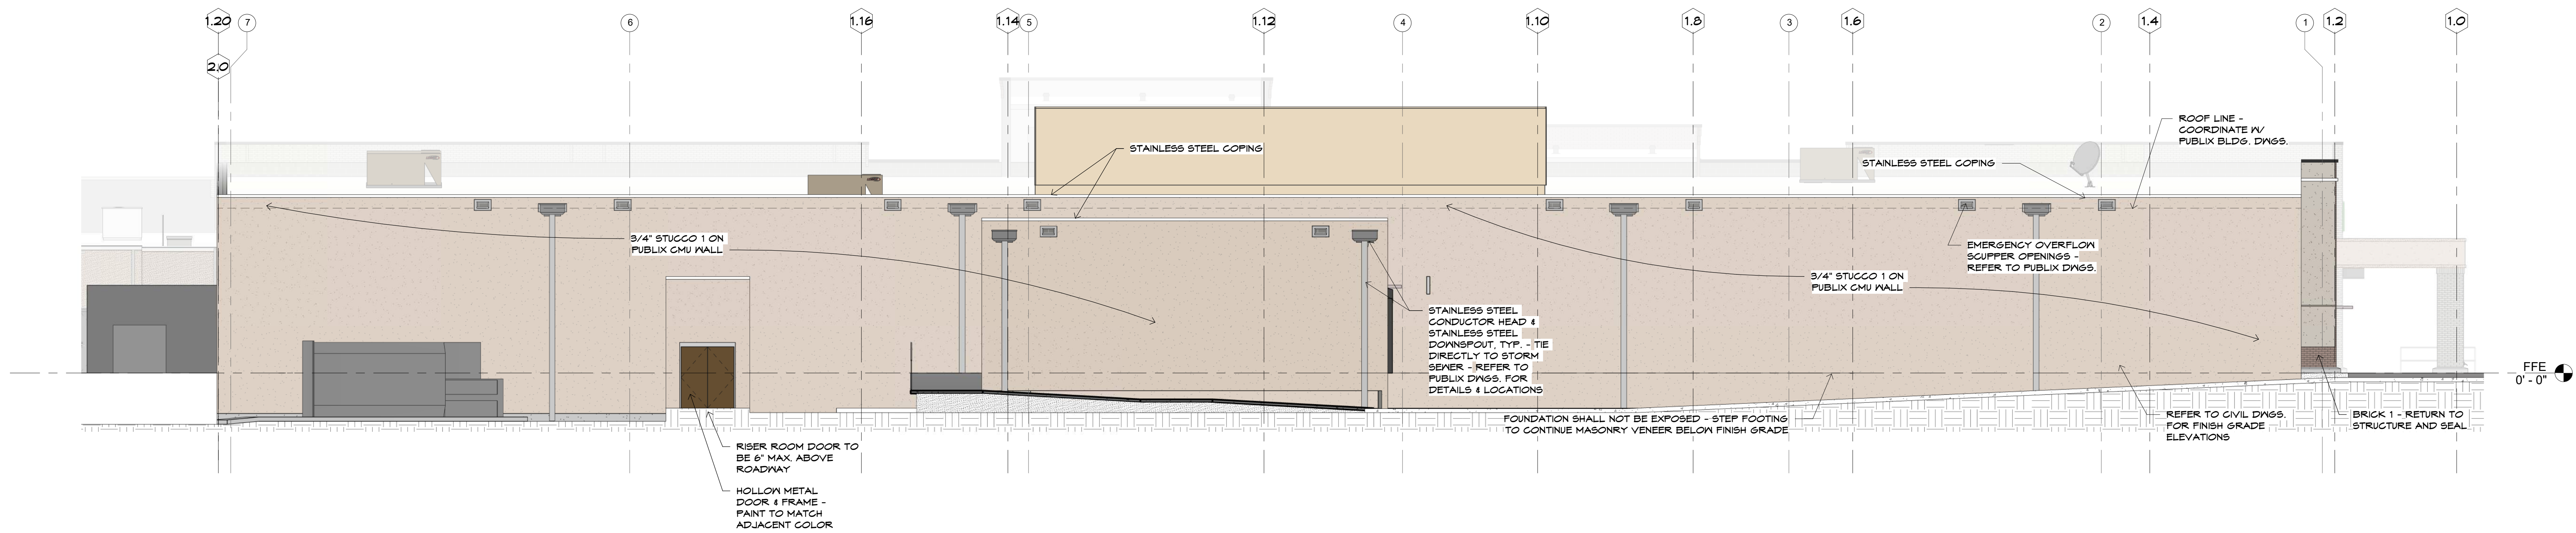 1.20
7
6
1.16
1.14
5
1.12
4
1.10
1.8
3
1.6
2
1.4
1
1.2
1.0
2.0
ROOF LINE -
COORDINATE W/
PUBLIX BLDG. DWGS.
STAINLESS STEEL COPING
STAINLESS STEEL COPING
3/4" STUCCO 1 ON
PUBLIX CMU WALL
EMERGENCY OVERFLOW
SCUPPER OPENINGS -
REFER TO PUBLIX DWGS.
3/4" STUCCO 1 ON
PUBLIX CMU WALL
STAINLESS STEEL
CONDUCTOR HEAD &
STAINLESS STEEL
DOWNSPOUT, TYP. - TIE
DIRECTLY TO STORM
SEWER - REFER TO
PUBLIX DWGS. FOR
DETAILS & LOCATIONS
FFE
0' - 0"
FOUNDATION SHALL NOT BE EXPOSED - STEP FOOTING
TO CONTINUE MASONRY VENEER BELOW FINISH GRADE
REFER TO CIVIL DWGS.
FOR FINISH GRADE
ELEVATIONS
BRICK 1 - RETURN TO
STRUCTURE AND SEAL
RISER ROOM DOOR TO
BE 6" MAX. ABOVE
ROADWAY
HOLLOW METAL
DOOR & FRAME -
PAINT TO MATCH
ADJACENT COLOR